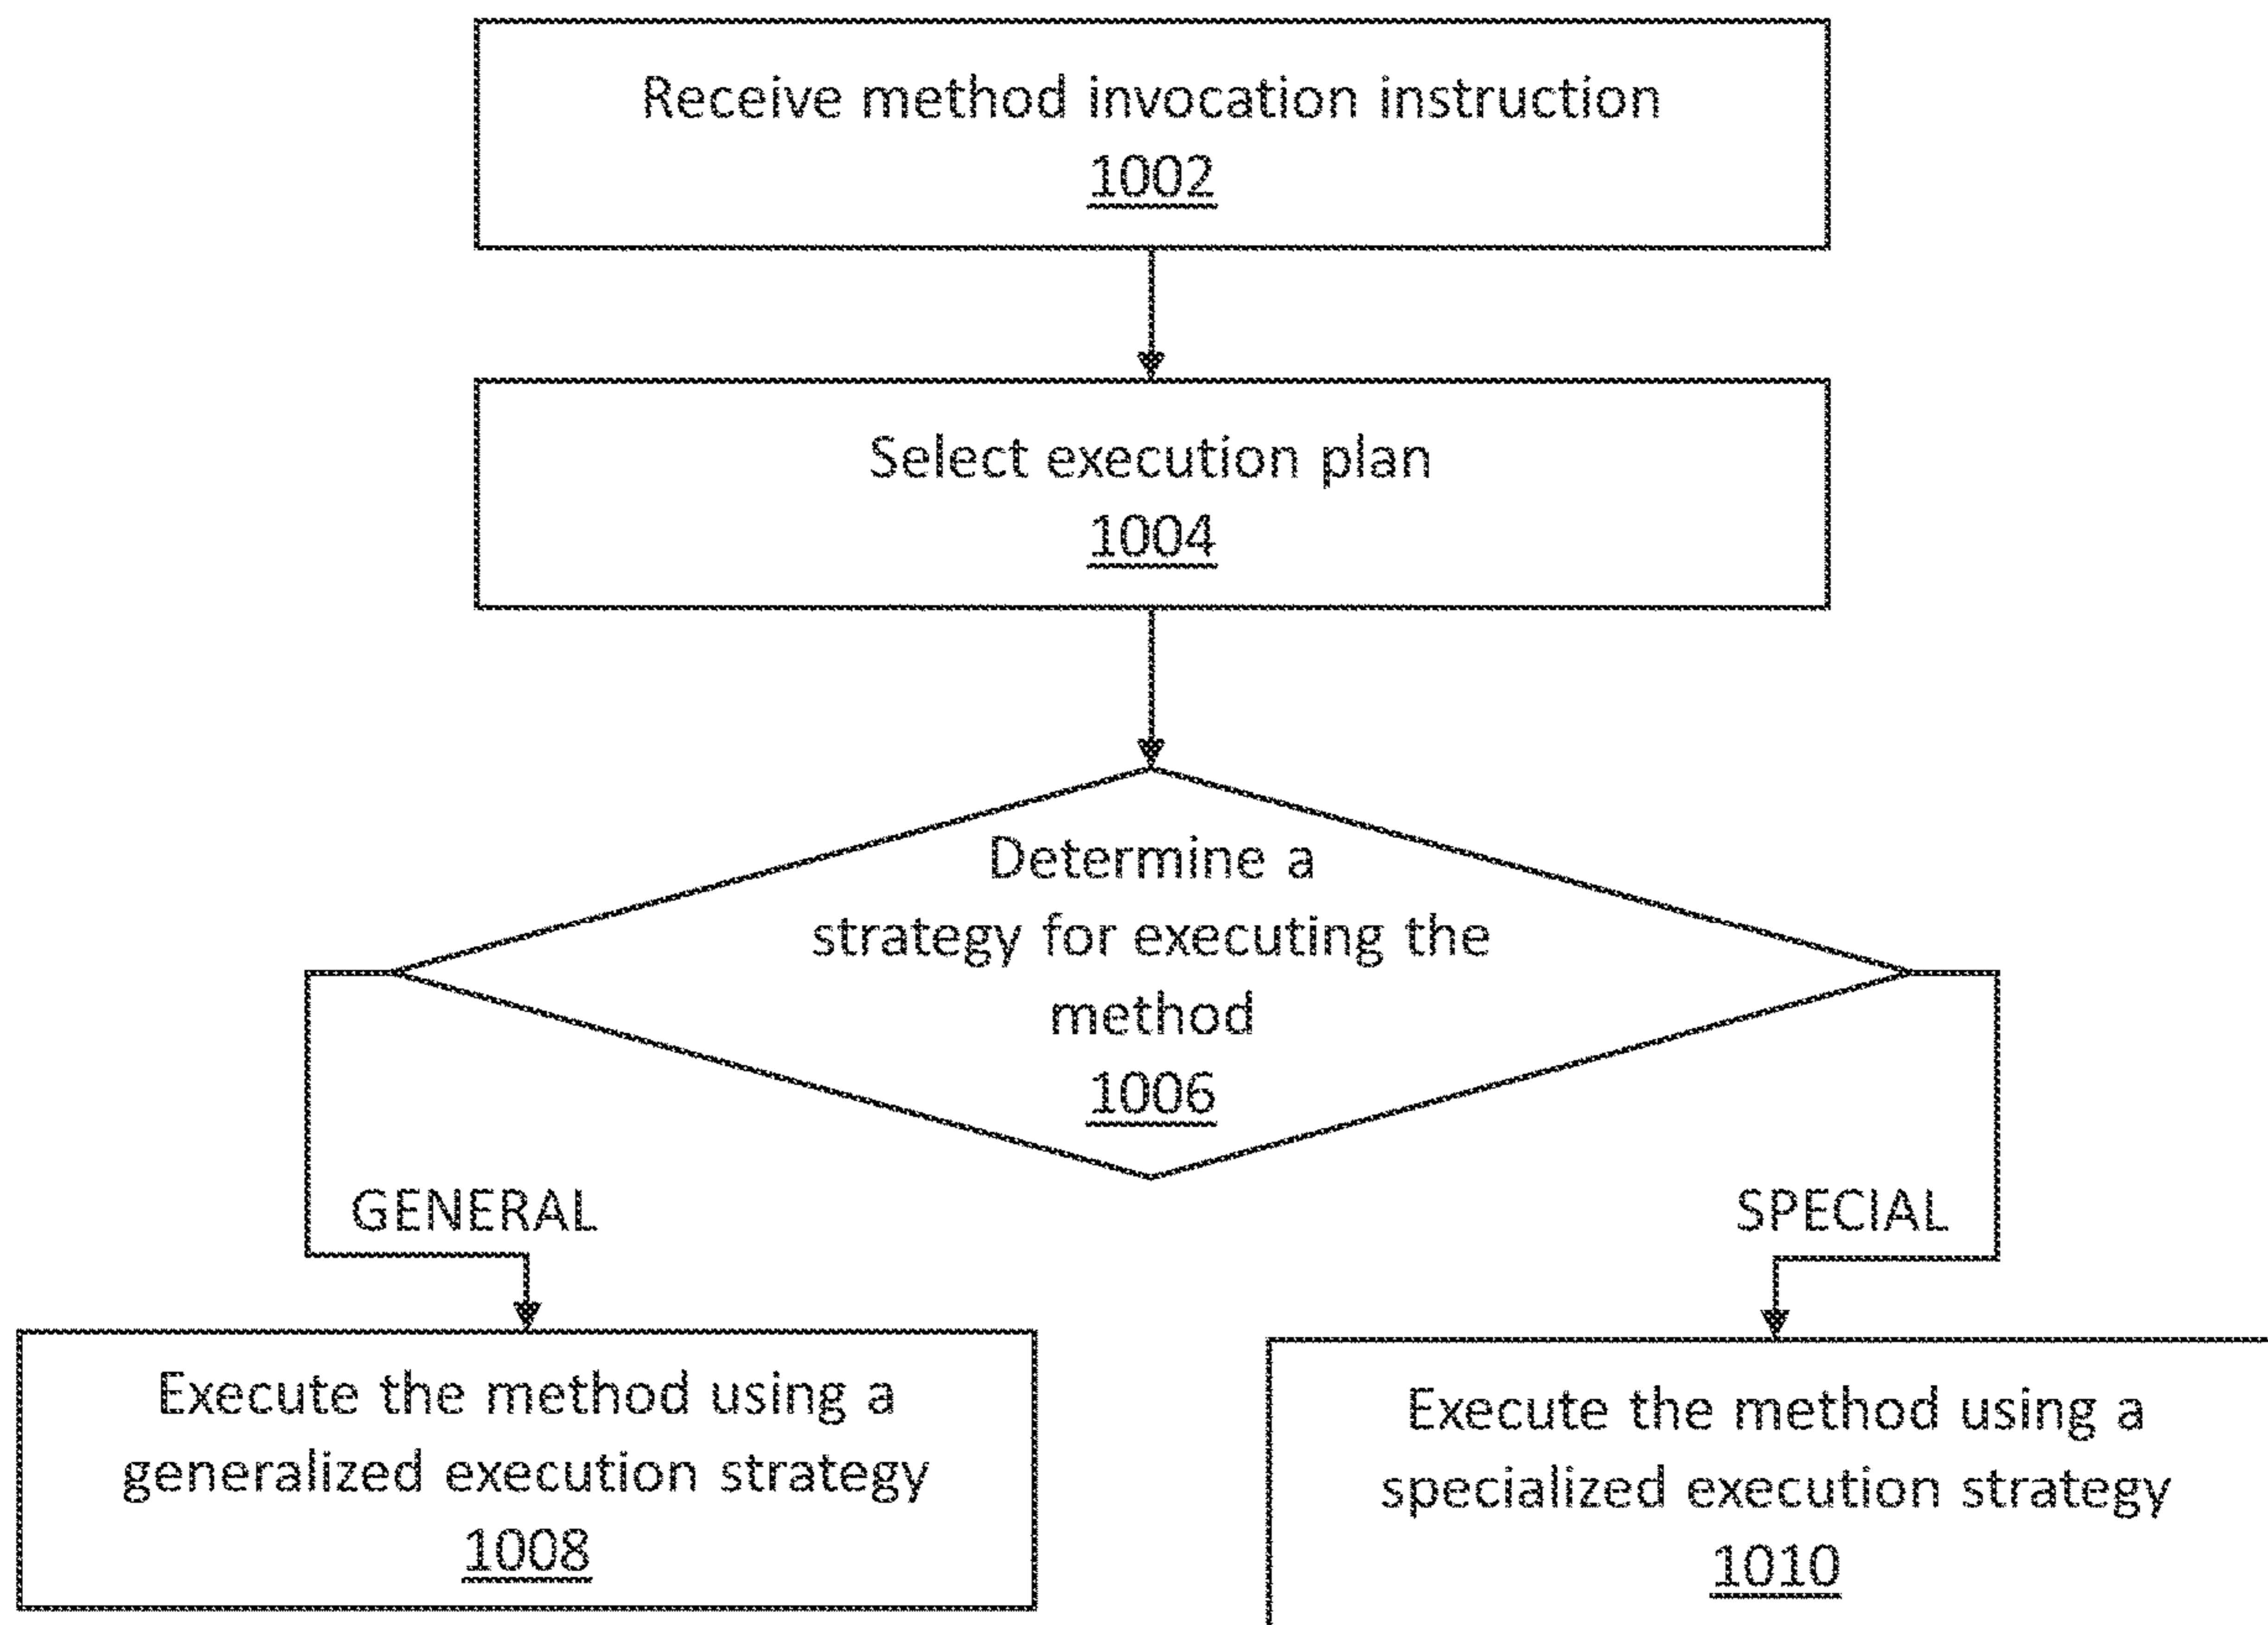 Receive method invocation instruction
1002
Select execution plan
1004
Determine a
strategy for executing the
method
1006
GENERAL
SPECIAL
Execute the method using a
generalized execution strategy
1008
Execute the method using a
specialized execution strategy
1010